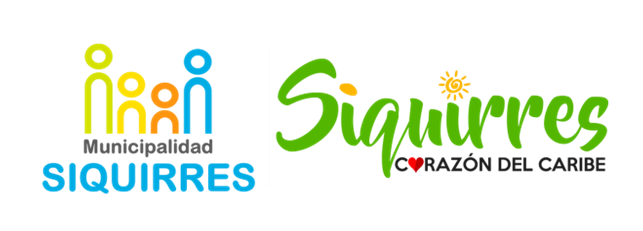 Municipalidad
SIQUIRRES
Siquirres
CORAZÓN DEL CARIBE